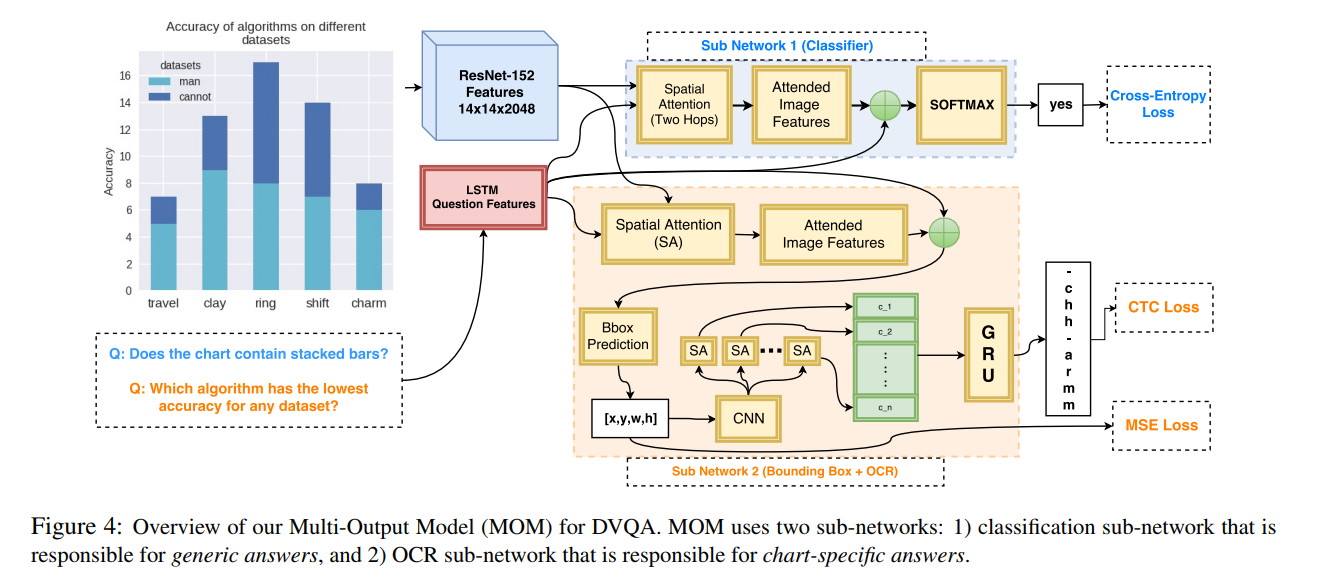 Accuracy of algorithms on different
datasets
datasets
man
cannot
Accuracy
16
14
12
10
8
6
4
2
0
travel clay ring shift charm
Q: Does the chart contain stacked bars?
Q: Which algorithm has the lowest
accuracy for any dataset?
ResNet-152
Features
14x14x2048
LSTM
Question Features
Sub Network 1 (Classifier)
Spatial
Attention
(Two Hops)
Attended
Image
Features
SOFTMAX
yes
Cross-Entropy
Loss
Spatial Attention
(SA)
Attended
Image Features
Bbox
Prediction
[x,y,w,h]
SA SA SA
CNN
c_1
c_2
c_n
G
R
U
-
c
h
h
-
a
r
m
m
CTC Loss
MSE Loss
Sub Network 2 (Bounding Box + OCR)
Figure 4: Overview of our Multi-Output Model (MOM) for DVQA. MOM uses two sub-networks: 1) classification sub-network that is
responsible for generic answers, and 2) OCR sub-network that is responsible for chart-specific answers.